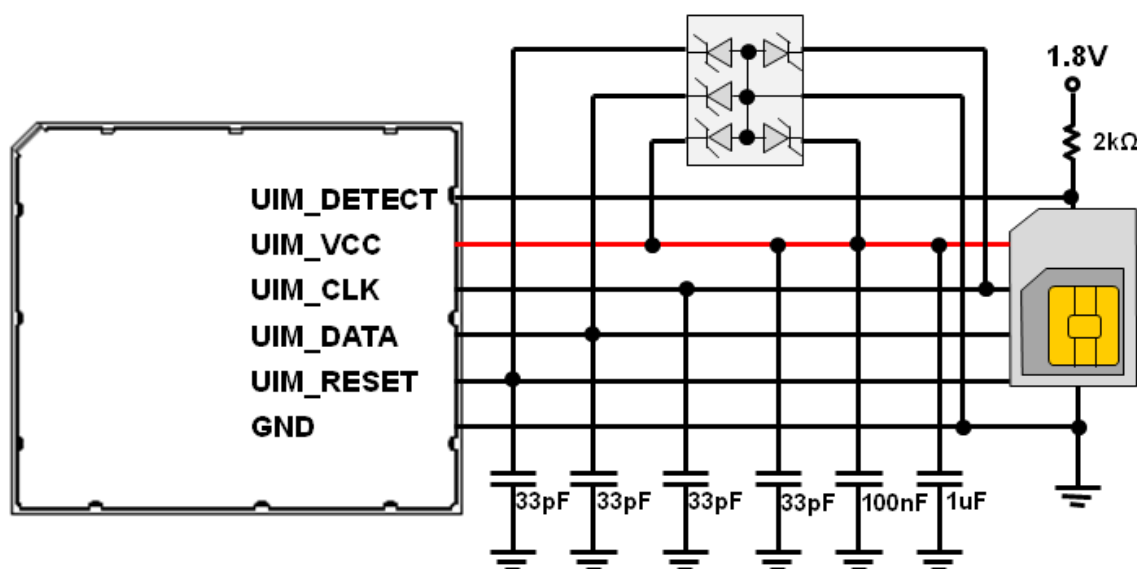 1.8V
2kΩ
UIM_DETECT
UIM_VCC
UIM_CLK
UIM_DATA
UIM_RESET
GND
33pF 33pF 33pF 33pF 100nF 1uF